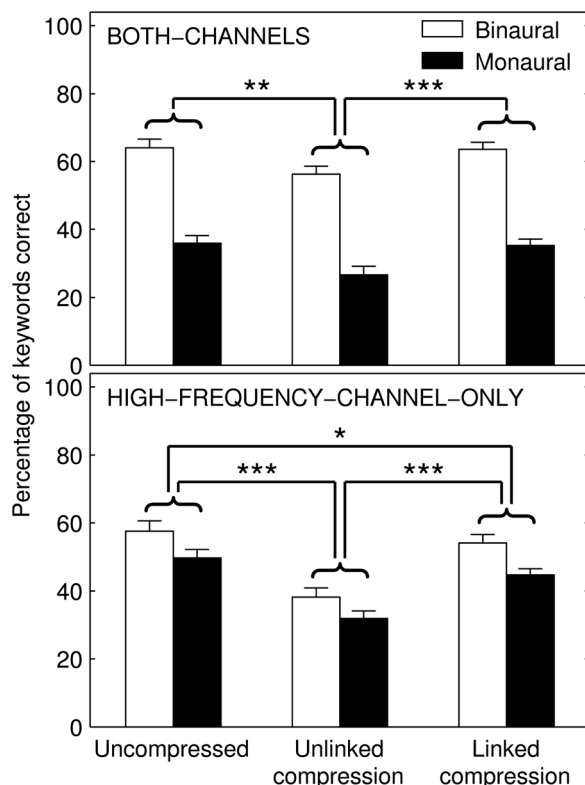 100
BOTH−CHANNELS
Binaural
Monaural
80
**
***
60
40
20
0
Percentage of keywords correct
100
HIGH−FREQUENCY−CHANNEL−ONLY
*
80
***
***
60
40
20
0
Uncompressed
Unlinked
compression
Linked
compression